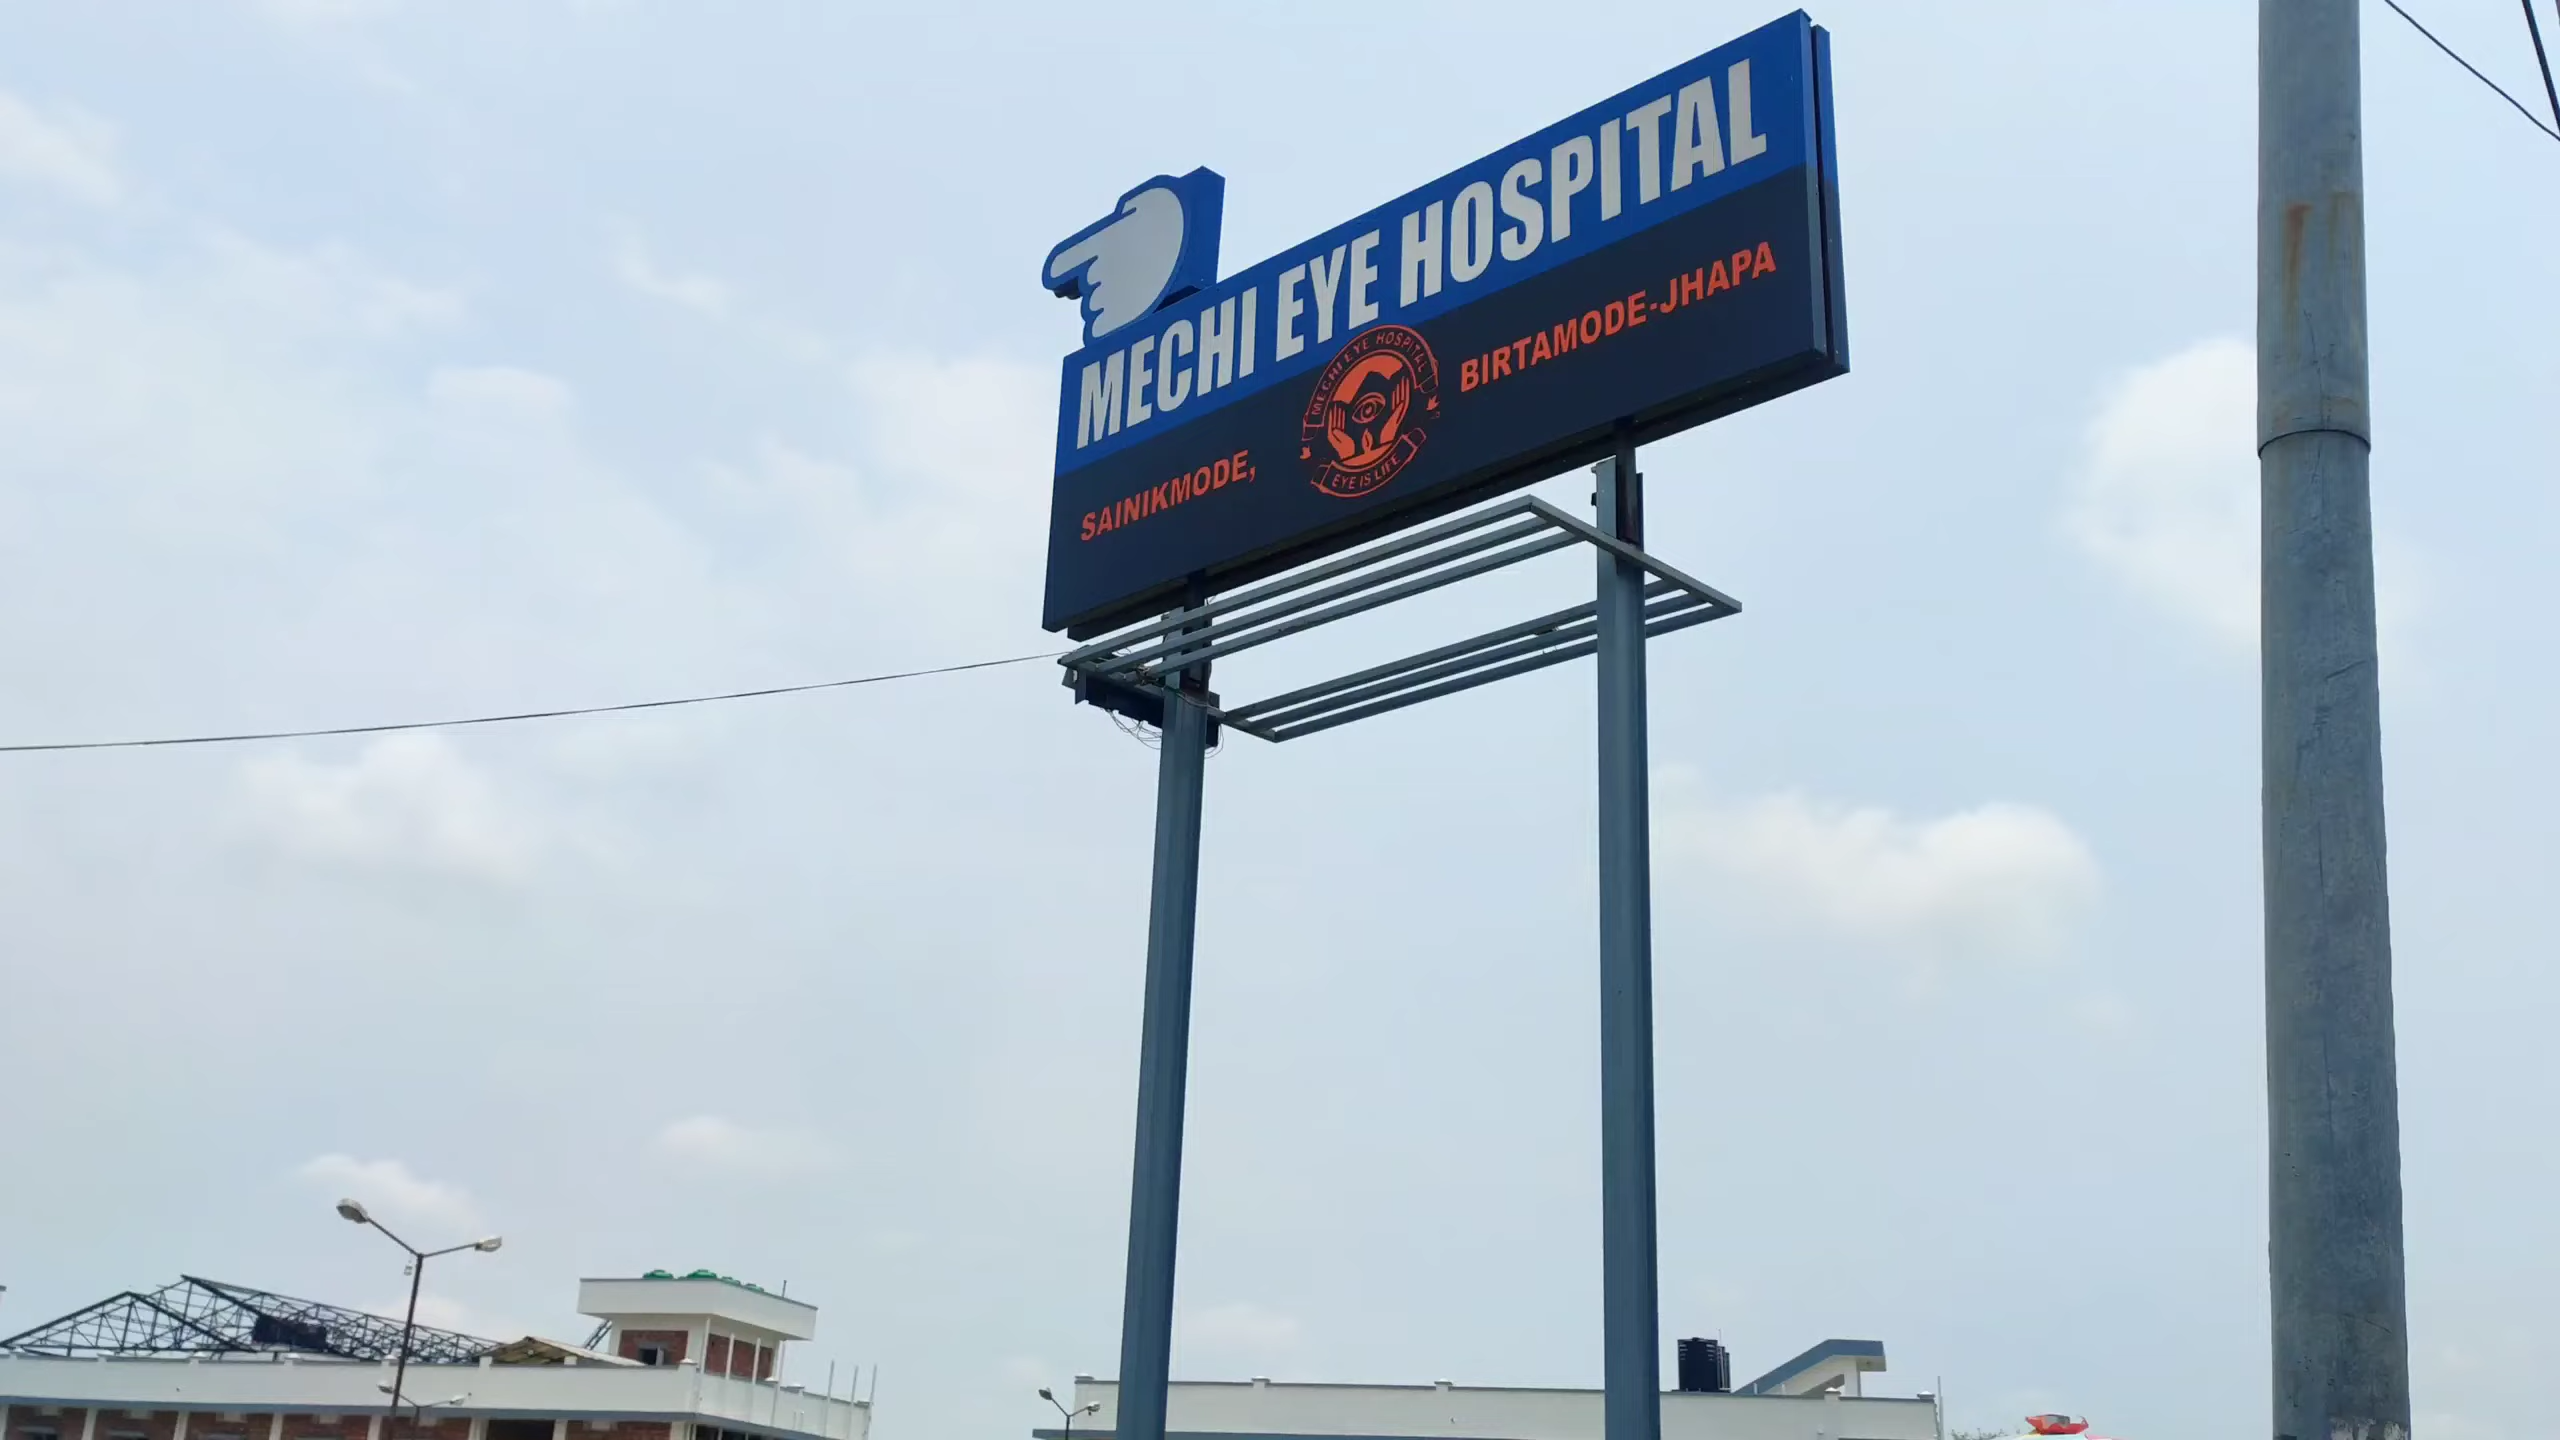 MECHI EYE HOSPITAL
SAINIKMODE,
MECHI EYE HOSPITAL
EYE IS LIFE
BIRTAMODE-JHAPA